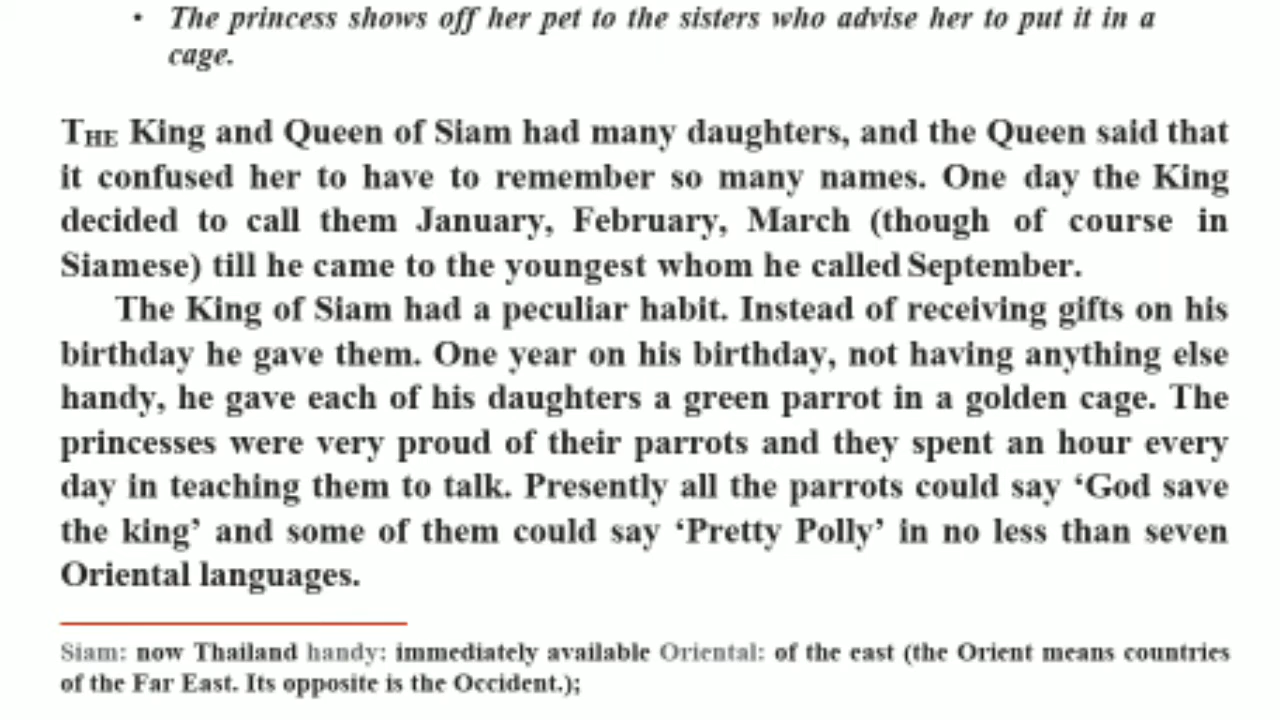 • The princess shows off her pet to the sisters who advise her to put it in a
cage.
THE King and Queen of Siam had many daughters, and the Queen said that
it confused her to have to remember so many names. One day the King
decided to call them January, February, March (though of course in
Siamese) till he came to the youngest whom he called September.
The King of Siam had a peculiar habit. Instead of receiving gifts on his
birthday he gave them. One year on his birthday, not having anything else
handy, he gave each of his daughters a green parrot in a golden cage. The
princesses were very proud of their parrots and they spent an hour every
day in teaching them to talk. Presently all the parrots could say ‘God save
the king’ and some of them could say ‘Pretty Polly’ in no less than seven
Oriental languages.
Siam: now Thailand handy: immediately available Oriental: of the east (the Orient means countries
of the Far East. Its opposite is the Occident.);